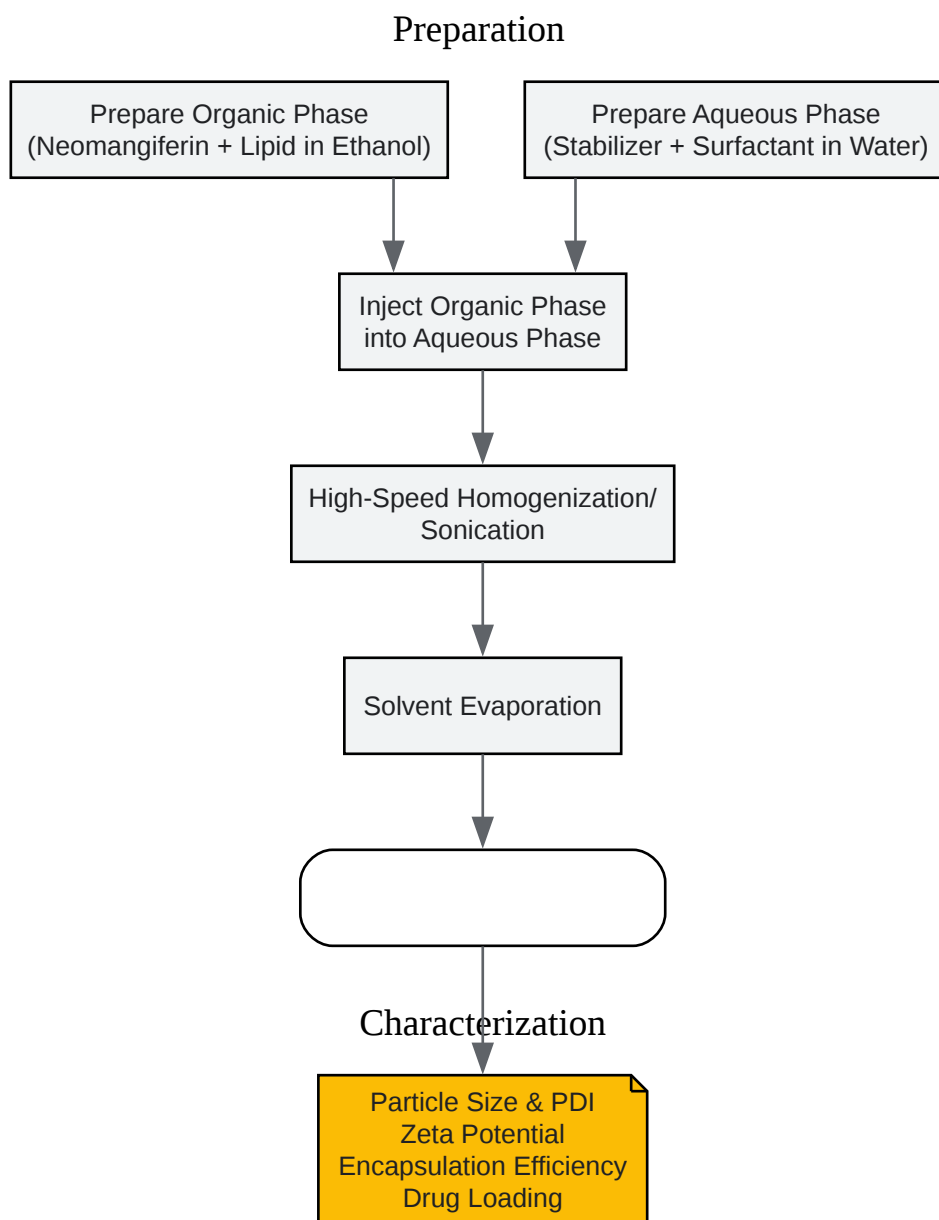 Preparation
Prepare Organic Phase
(Neomangiferin + Lipid in Ethanol)
Prepare Aqueous Phase
(Stabilizer + Surfactant in Water)
Inject Organic Phase
into Aqueous Phase
High-Speed Homogenization/
Sonication
Solvent Evaporation
Characterization
Particle Size & PDI
Zeta Potential
Encapsulation Efficiency
Drug Loading